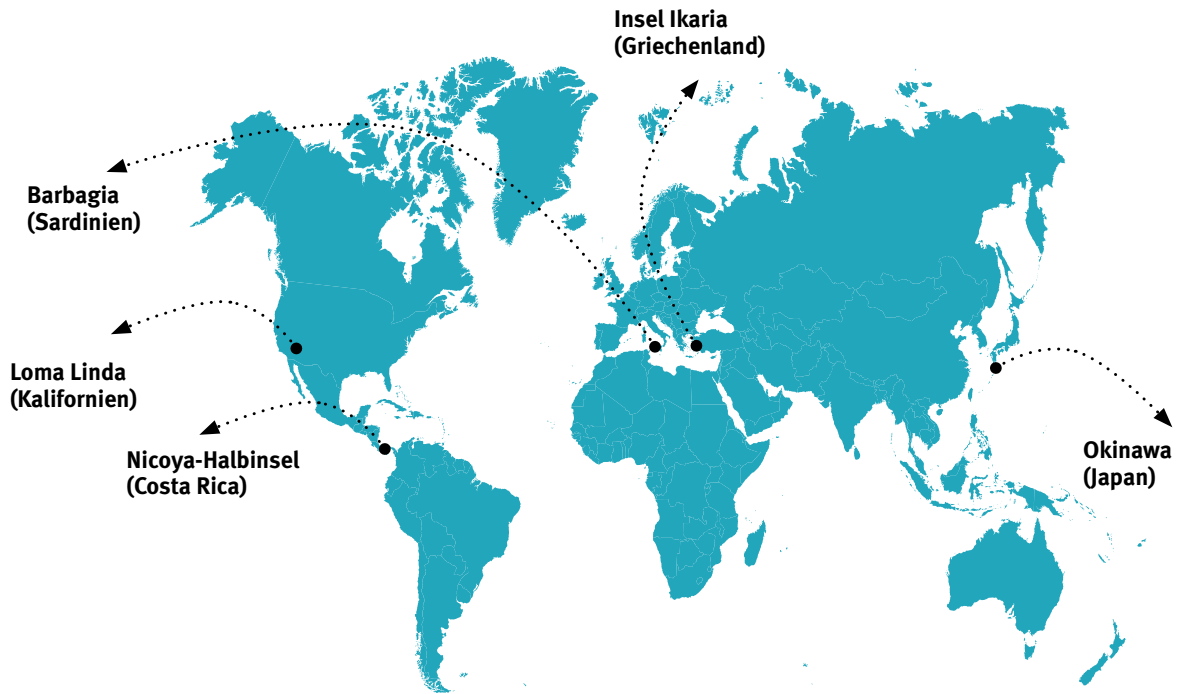 Insel Ikaria
(Griechenland)
Barbagia
(Sardinien)
Loma Linda
(Kalifornien)
Nicoya-Halbinsel
(Costa Rica)
Okinawa
(Japan)